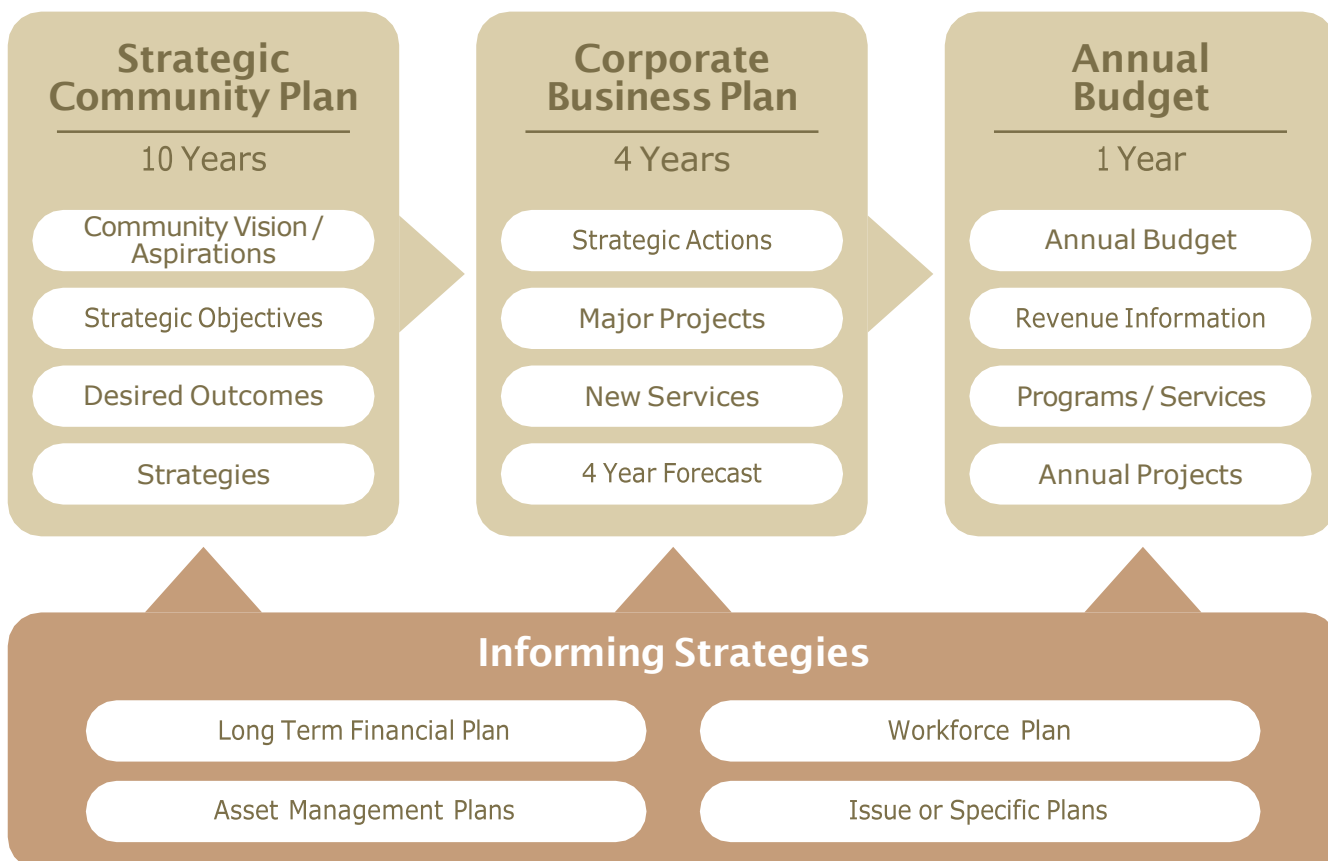 Strategic
Community Plan
10 Years
Community Vision /
Aspirations
Strategic Objectives
Desired Outcomes
Strategies
Corporate
Business Plan
4 Years
Strategic Actions
Major Projects
New Services
4 Year Forecast
Annual
Budget
1 Year
Annual Budget
Revenue Information
Programs / Services
Annual Projects
Informing Strategies
Long Term Financial Plan
Workforce Plan
Asset Management Plans
Issue or Specific Plans